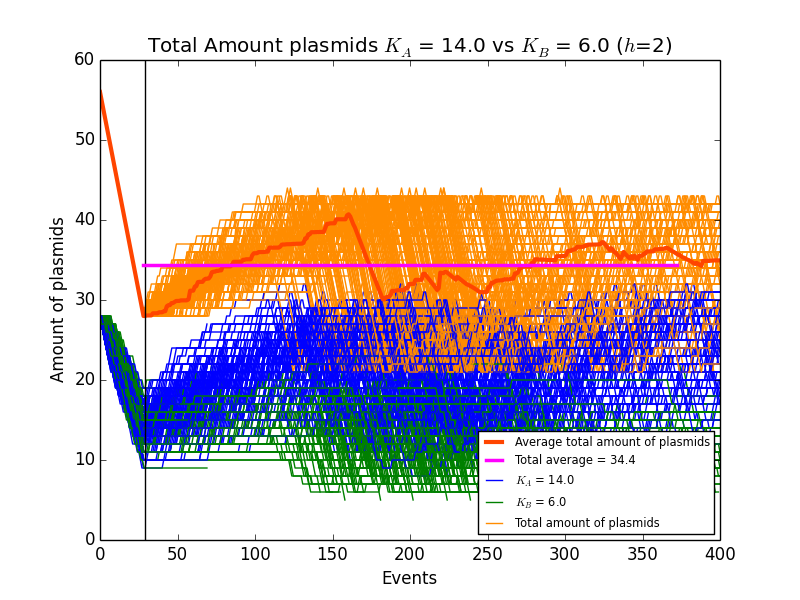 Total Amount plasmids K_A = 14.0 vs K_B = 6.0 (h=2)
60
50
40
30
20
10
0
Amount of plasmids
Average total amount of plasmids
Total average = 34.4
K_A = 14.0
K_B = 6.0
Total amount of plasmids
0 50 100 150 200 250 300 350 400
Events